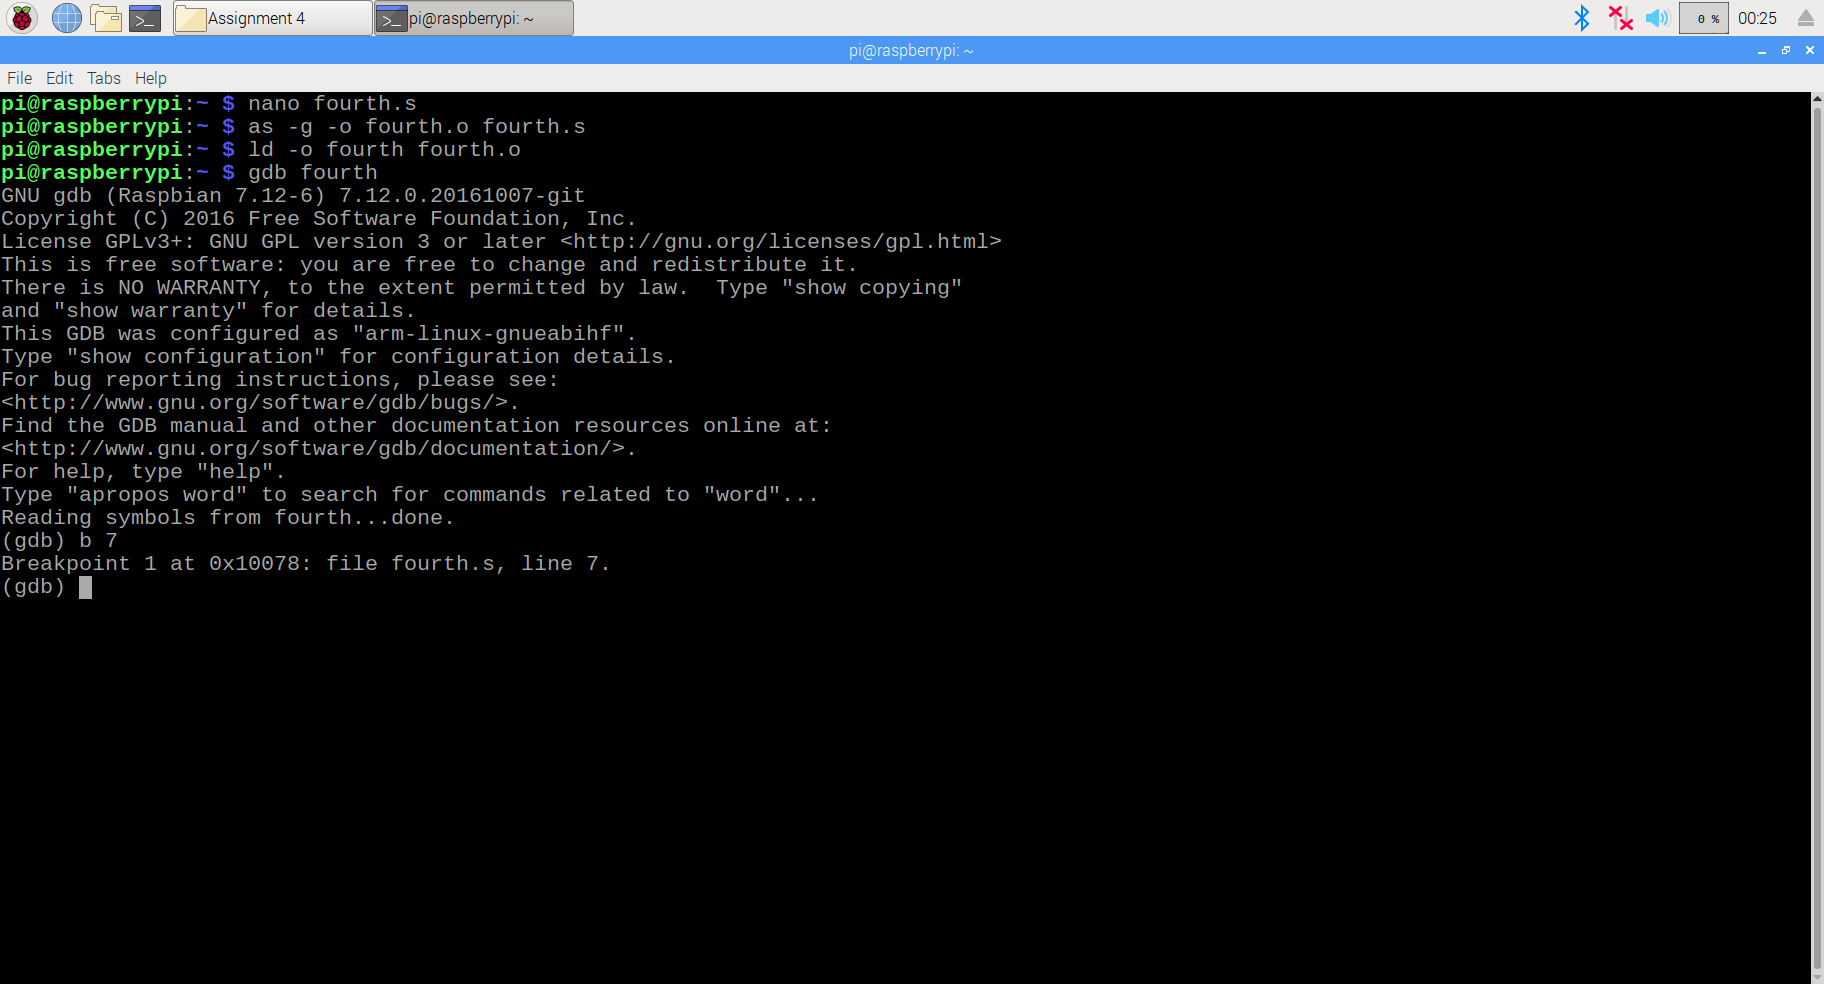 Assignment 4
pi@raspberrypi: ~
0 %
00:25
pi@raspberrypi: ~
File Edit Tabs Help
pi@raspberrypi:~ $ nano fourth.s
pi@raspberrypi:~ $ as -g -o fourth.o fourth.s
pi@raspberrypi:~ $ ld -o fourth fourth.o
pi@raspberrypi:~ $ gdb fourth
GNU gdb (Raspbian 7.12-6) 7.12.0.20161007-git
Copyright (C) 2016 Free Software Foundation, Inc.
License GPLv3+: GNU GPL version 3 or later <http://gnu.org/licenses/gpl.html>
This is free software: you are free to change and redistribute it.
There is NO WARRANTY, to the extent permitted by law.  Type "show copying"
and "show warranty" for details.
This GDB was configured as "arm-linux-gnueabihf".
Type "show configuration" for configuration details.
For bug reporting instructions, please see:
<http://www.gnu.org/software/gdb/bugs/>.
Find the GDB manual and other documentation resources online at:
<http://www.gnu.org/software/gdb/documentation/>.
For help, type "help".
Type "apropos word" to search for commands related to "word"...
Reading symbols from fourth...done.
(gdb) b 7
Breakpoint 1 at 0x10078: file fourth.s, line 7.
(gdb)